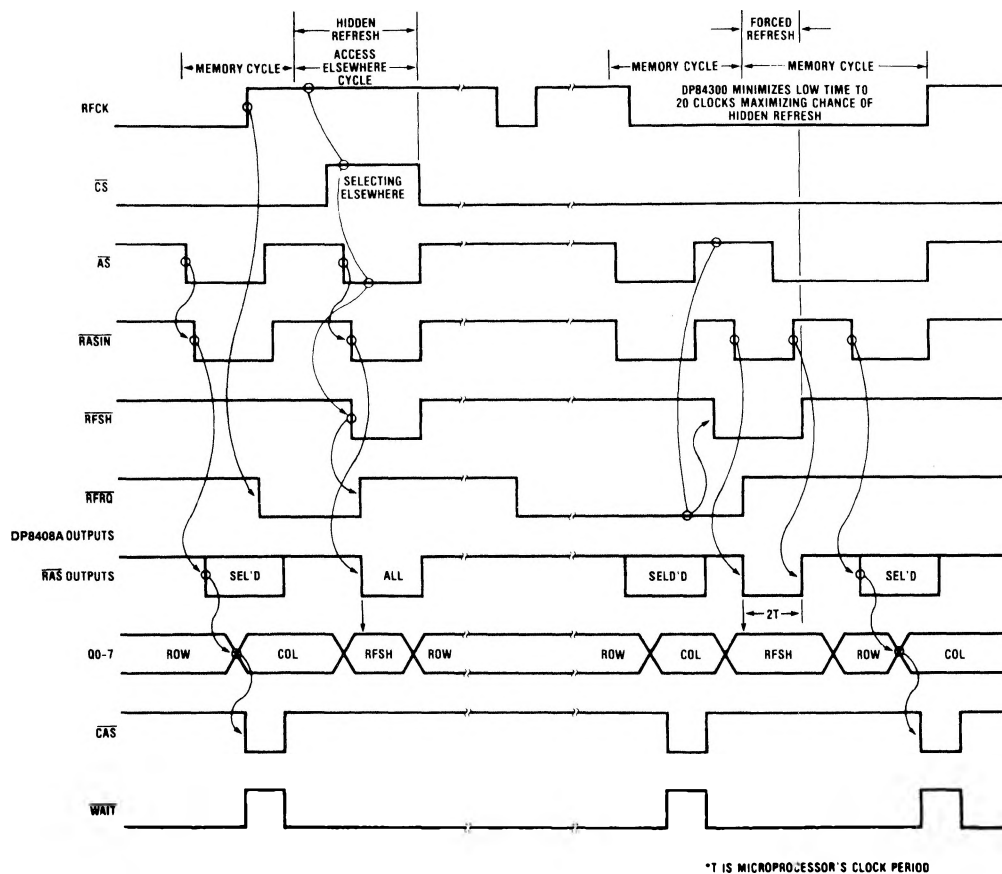 HIDDEN
REFRESH
FORCED
REFRESH
MEMORY CYCLE
ACCESS
ELSEWHERE
CYCLE
MEMORY CYCLE
MEMORY CYCLE
RFCK
DP84300 MINIMIZES LOW TIME TO
20 CLOCKS MAXIMIZING CHANCE OF
HIDDEN REFRESH
CS
SELECTING
ELSEWHERE
AS
RASIN
RFSH
RFRQ
DP8408A OUTPUTS
RAS OUTPUTS
SEL'D
ALL
SELD'D
SEL'D
2T
Q0-7
ROW
COL
RFSH
ROW
ROW
COL
RFSH
ROW
COL
CAS
WAIT
*T IS MICROPROCESSOR'S CLOCK PERIOD